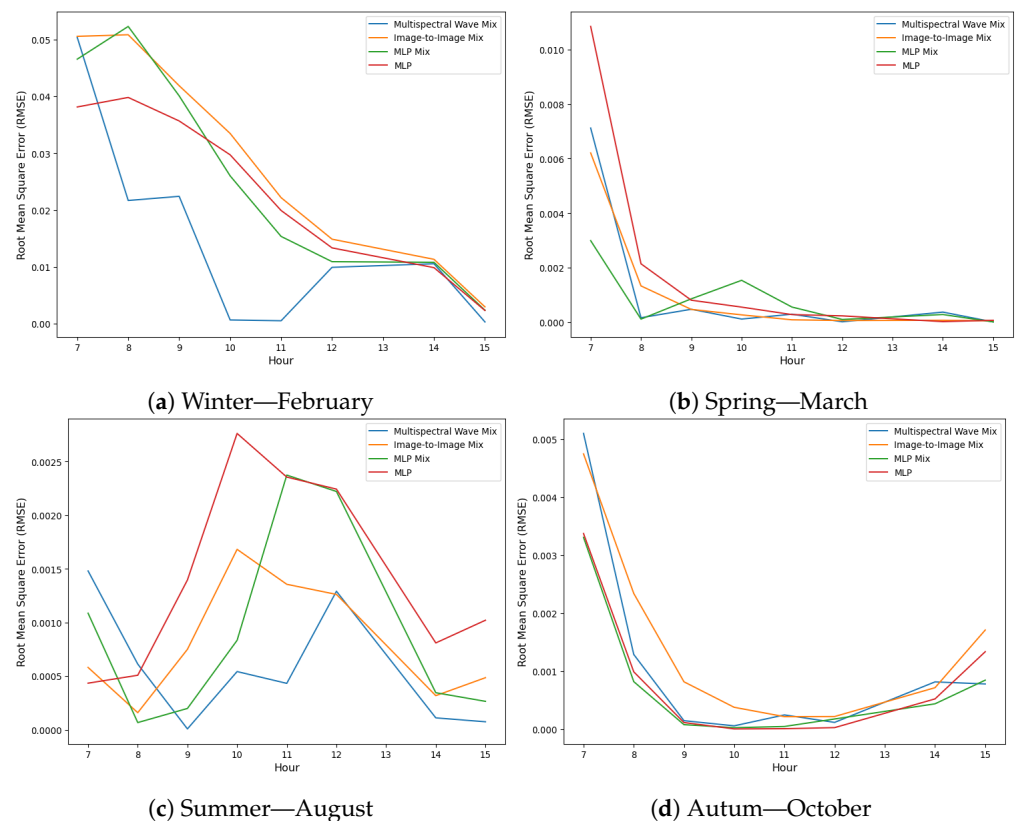 Root Mean Square Error (RMSE)
0.05
0.04
0.03
0.02
0.01
0.00
Multispectral Wave Mix
Image-to-Image Mix
MLP Mix
MLP
7 8 9 10 11 12 13 14 15
Hour
(a) Winter—February
Root Mean Square Error (RMSE)
0.010
0.008
0.006
0.004
0.002
0.000
Multispectral Wave Mix
Image-to-Image Mix
MLP Mix
MLP
7 8 9 10 11 12 13 14 15
Hour
(b) Spring—March
Root Mean Square Error (RMSE)
0.0025
0.0020
0.0015
0.0010
0.0005
0.0000
Multispectral Wave Mix
Image-to-Image Mix
MLP Mix
MLP
7 8 9 10 11 12 13 14 15
Hour
(c) Summer—August
Root Mean Square Error (RMSE)
0.005
0.004
0.003
0.002
0.001
0.000
Multispectral Wave Mix
Image-to-Image Mix
MLP Mix
MLP
7 8 9 10 11 12 13 14 15
Hour
(d) Autum—October